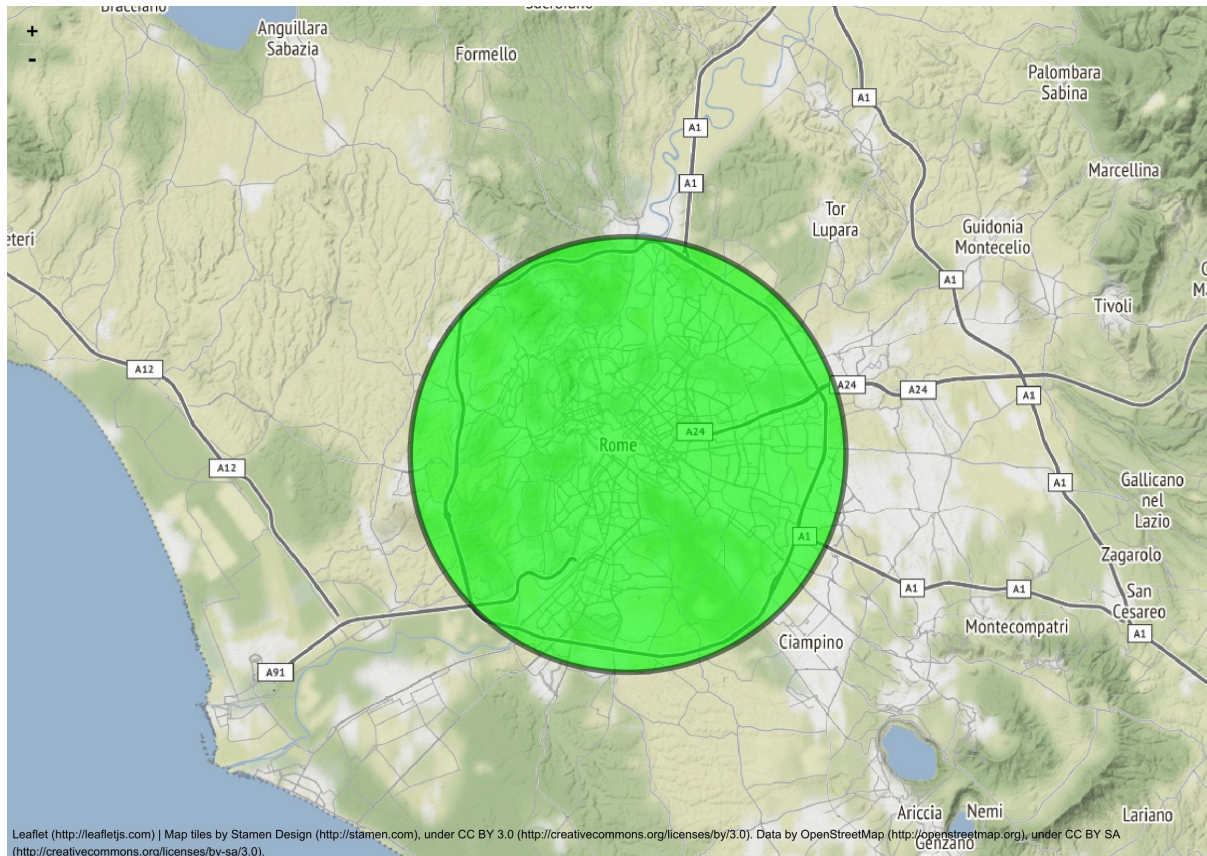 Bracciano
Sacrofano
+
-
Anguillara
Sabazia
Formello
Palombara
Sabina
A1
A1
A1
Marcellina
Tor
Lupara
Guidonia
Montecelio
eteri
A1
Tivoli
A12
A24
A24
A1
A24
Rome
A12
A1
Gallicano
nel
Lazio
A1
Zagarolo
A1
A1
San
Cesareo
Montecompatri
A1
Ciampino
A91
Ariccia
Nemi
Lariano
Genzano
Leaflet (http://leafletjs.com) | Map tiles by Stamen Design (http://stamen.com), under CC BY 3.0 (http://creativecommons.org/licenses/by/3.0). Data by OpenStreetMap (http://openstreetmap.org), under CC BY SA
(http://creativecommons.org/licenses/by-sa/3.0).